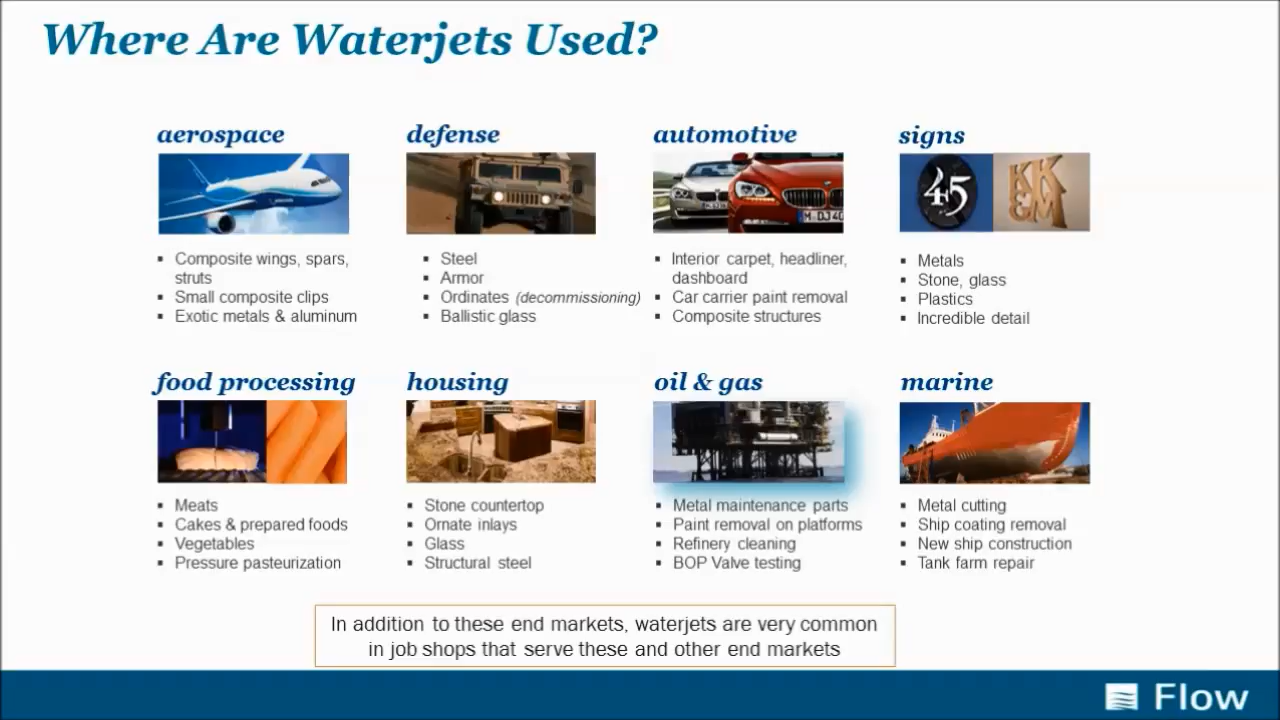 Where Are Waterjets Used?
aerospace
▪ Composite wings, spars,
struts
▪ Small composite clips
▪ Exotic metals & aluminum
defense
▪ Steel
▪ Armor
▪ Ordinates (decommissioning)
▪ Ballistic glass
automotive
▪ Interior carpet, headliner,
dashboard
▪ Car carrier paint removal
▪ Composite structures
signs
45
KK
EM
▪ Metals
▪ Stone, glass
▪ Plastics
▪ Incredible detail
food processing
▪ Meats
▪ Cakes & prepared foods
▪ Vegetables
▪ Pressure pasteurization
housing
▪ Stone countertop
▪ Ornate inlays
▪ Glass
▪ Structural steel
oil & gas
▪ Metal maintenance parts
▪ Paint removal on platforms
▪ Refinery cleaning
▪ BOP Valve testing
marine
▪ Metal cutting
▪ Ship coating removal
▪ New ship construction
▪ Tank farm repair
In addition to these end markets, waterjets are very common
in job shops that serve these and other end markets
Flow